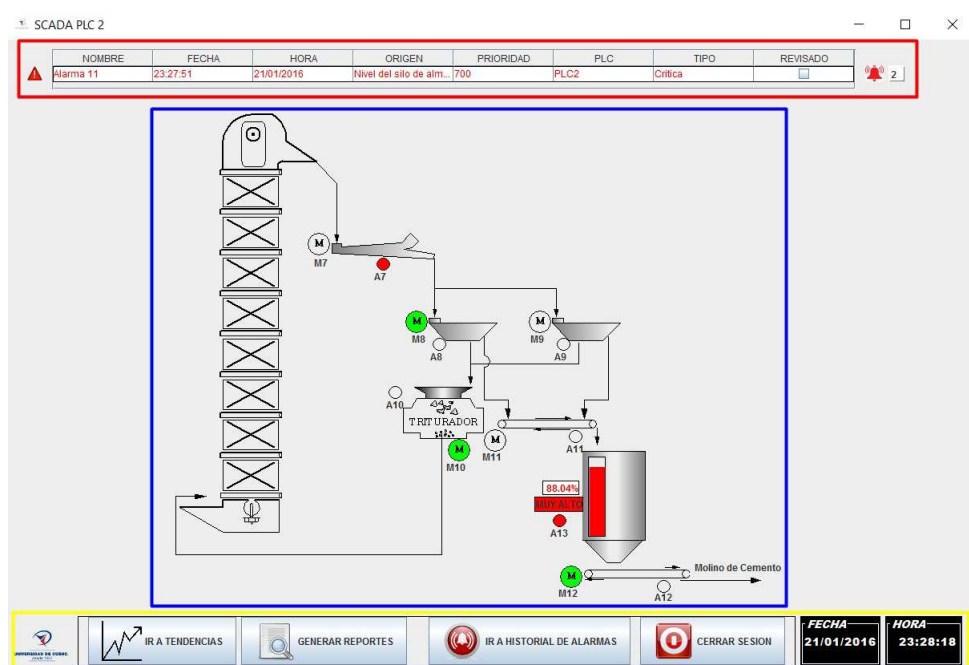 SCADA PLC 2
NOMBRE FECHA HORA ORIGEN PRIORIDAD PLC TIPO REVISADO
Alarma 11 23:27:51 21/01/2016 Nivel del silo de alm... 700 PLC2 Critica
2
M
M7
A7
M
M8
A8
M
M9
A9
A10
TRITURADOR
M
M10
M
M11
A11
88.04%
MUY ALTO
A13
Molino de Cemento
M
M12
A12
UNIVERSIDAD DE CUENCA
IR A TENDENCIAS
GENERAR REPORTES
IR A HISTORIAL DE ALARMAS
CERRAR SESION
FECHA
21/01/2016
HORA
23:28:18